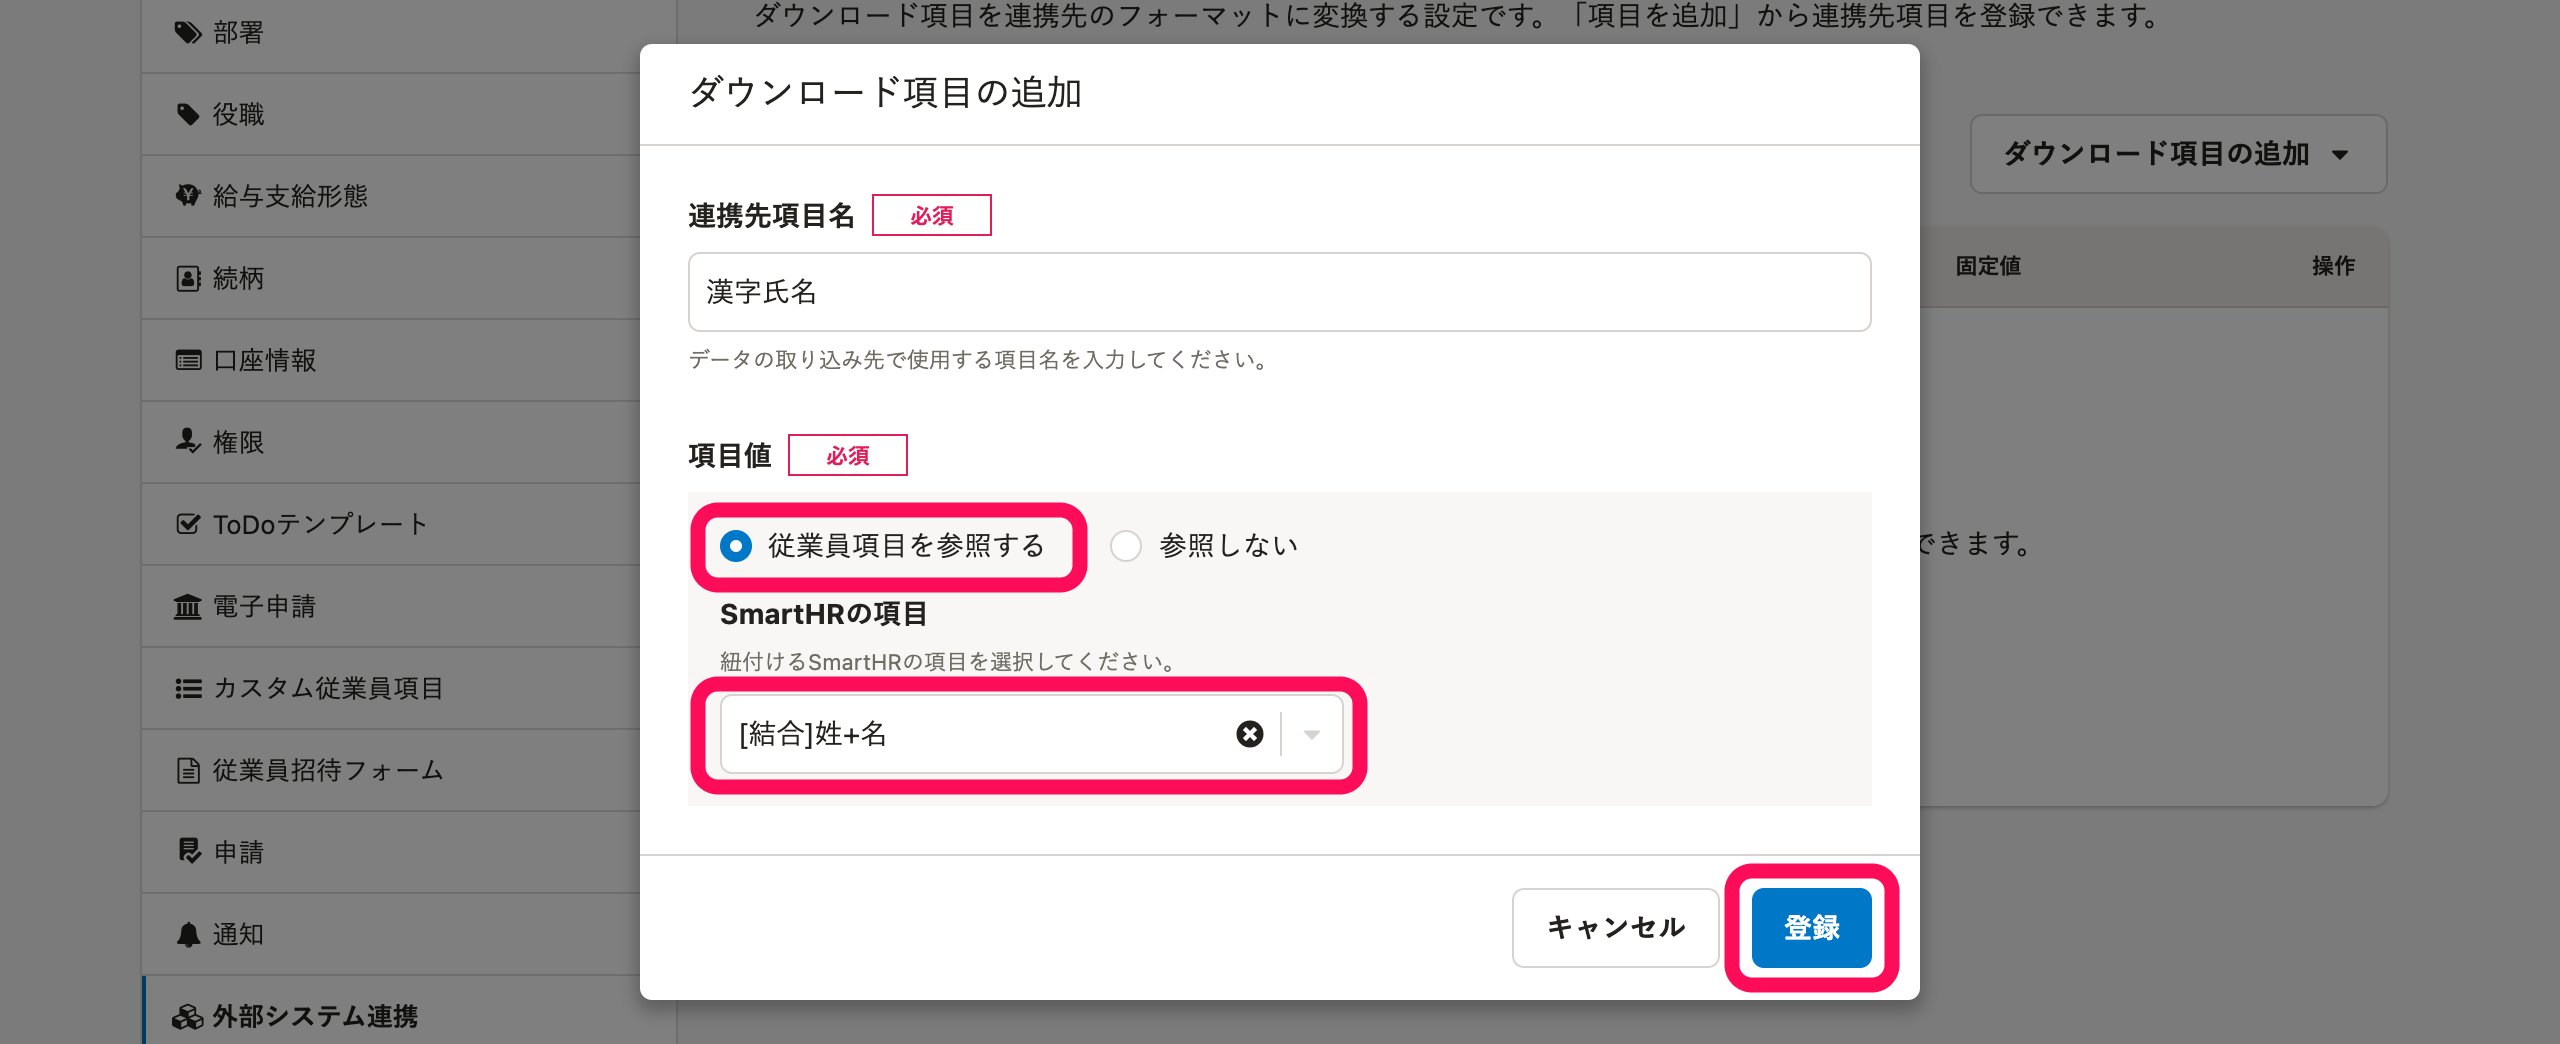 部署
役職
給与支給形態
続柄
口座情報
権限
ToDoテンプレート
電子申請
カスタム従業員項目
従業員招待フォーム
申請
通知
外部システム連携
ダウンロード項目を連携先のフォーマットに変換する設定です。「項目を追加」から連携先項目を登録できます。
ダウンロード項目の追加
固定値 操作
できます。
ダウンロード項目の追加
連携先項目名 必須
漢字氏名
データの取り込み先で使用する項目名を入力してください。
項目値 必須
従業員項目を参照する 参照しない
SmartHRの項目
紐付けるSmartHRの項目を選択してください。
[結合]姓+名
キャンセル 登録